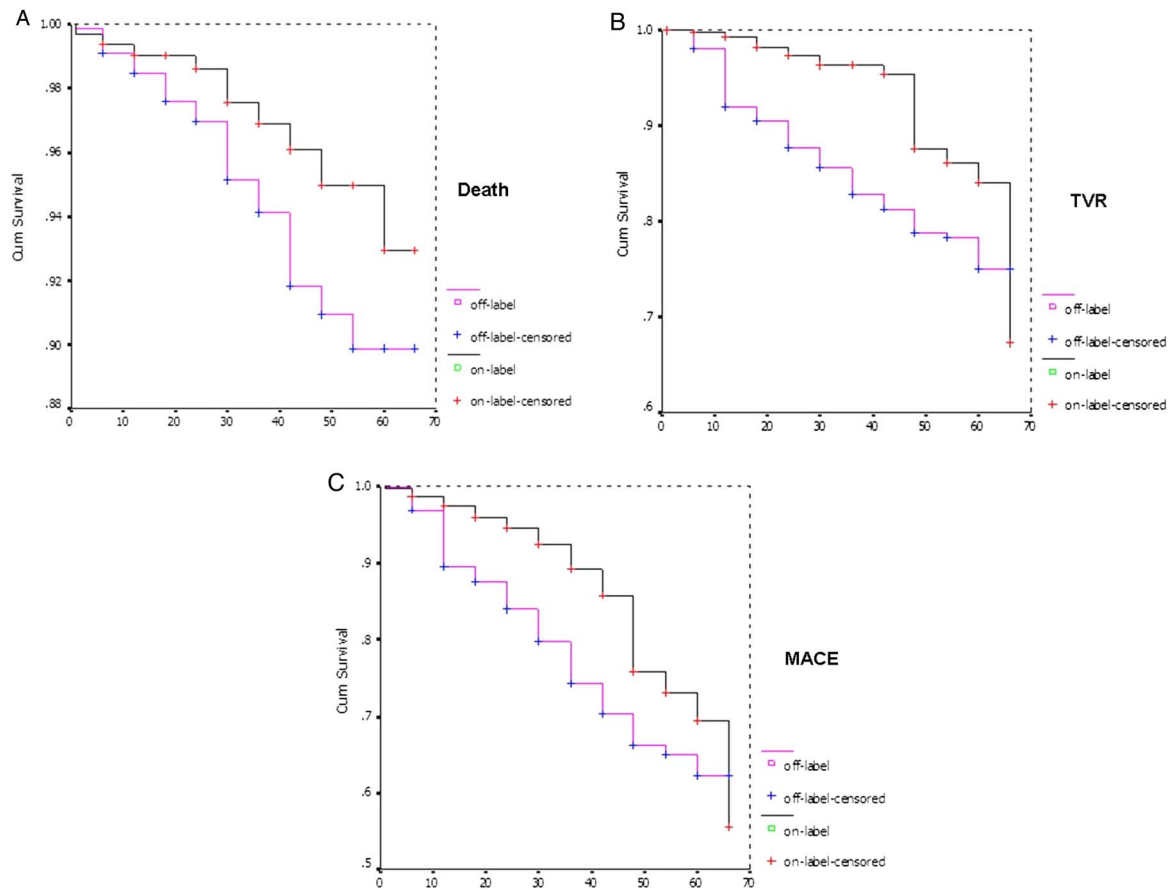 A
1.00
.98
.96
.94
.92
.90
.88
Cum Survival
0 10 20 30 40 50 60 70
Death
off-label
off-label-censored
on-label
on-label-censored
B
1.0
.9
.8
.7
.6
Cum Survival
0 10 20 30 40 50 60 70
TVR
off-label
off-label-censored
on-label
on-label-censored
C
1.0
.9
.8
.7
.6
.5
Cum Survival
0 10 20 30 40 50 60 70
MACE
off-label
off-label-censored
on-label
on-label-censored